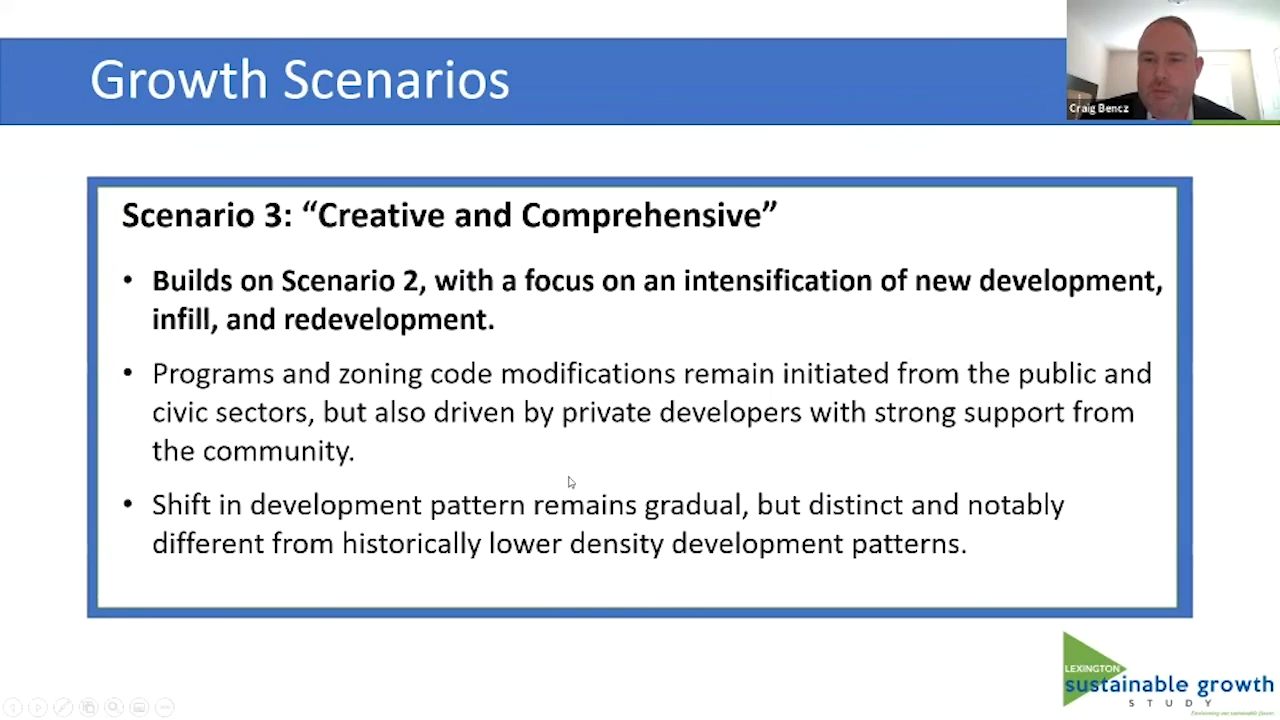 Growth Scenarios
Craig Bencz
Scenario 3: “Creative and Comprehensive”
• Builds on Scenario 2, with a focus on an intensification of new development,
infill, and redevelopment.
• Programs and zoning code modifications remain initiated from the public and
civic sectors, but also driven by private developers with strong support from
the community.
• Shift in development pattern remains gradual, but distinct and notably
different from historically lower density development patterns.
LEXINGTON
sustainable growth
STUDY